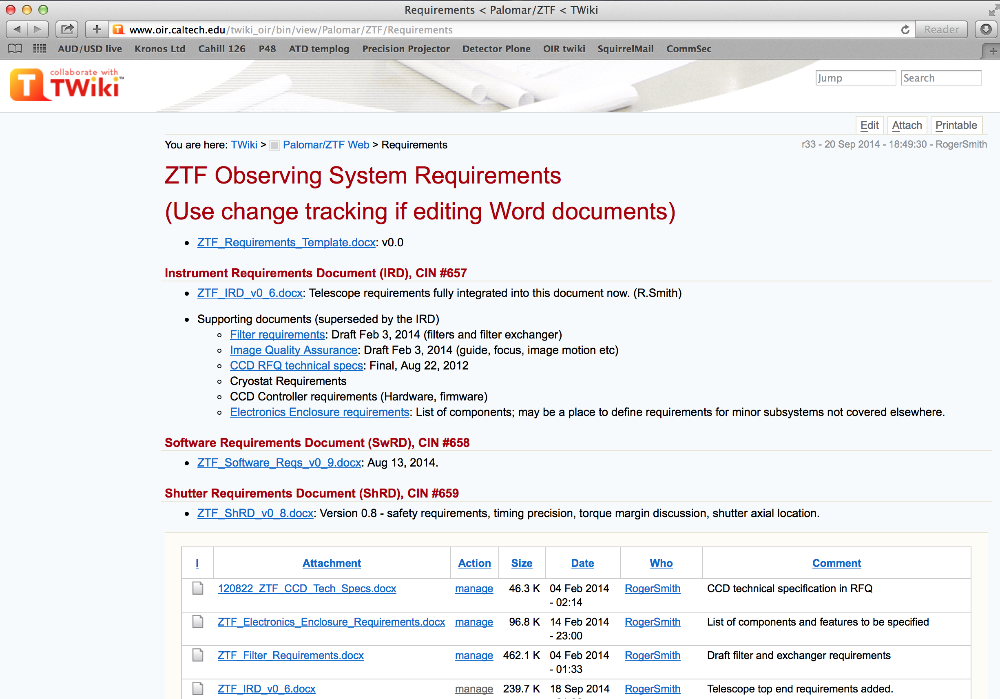 Requirements < Palomar/ZTF < TWiki
www.oir.caltech.edu/twiki_oir/bin/view/Palomar/ZTF/Requirements
Reader
AUD/USD live Kronos Ltd Cahill 126 P48 ATD templog Precision Projector Detector Plone OIR twiki SquirrelMail CommSec
collaborate with
TWiki™
Jump Search
Edit Attach Printable
You are here: TWiki > Palomar/ZTF Web > Requirements
r33 - 20 Sep 2014 - 18:49:30 - RogerSmith
ZTF Observing System Requirements
(Use change tracking if editing Word documents)
• ZTF_Requirements_Template.docx: v0.0
Instrument Requirements Document (IRD), CIN #657
• ZTF_IRD_v0_6.docx: Telescope requirements fully integrated into this document now. (R.Smith)
• Supporting documents (superseded by the IRD)
◦ Filter requirements: Draft Feb 3, 2014 (filters and filter exchanger)
◦ Image Quality Assurance: Draft Feb 3, 2014 (guide, focus, image motion etc)
◦ CCD RFQ technical specs: Final, Aug 22, 2012
◦ Cryostat Requirements
◦ CCD Controller requirements (Hardware, firmware)
◦ Electronics Enclosure requirements: List of components; may be a place to define requirements for minor subsystems not covered elsewhere.
Software Requirements Document (SwRD), CIN #658
• ZTF_Software_Reqs_v0_9.docx: Aug 13, 2014.
Shutter Requirements Document (ShRD), CIN #659
• ZTF_ShRD_v0_8.docx: Version 0.8 - safety requirements, timing precision, torque margin discussion, shutter axial location.
I Attachment Action Size Date Who Comment
120822_ZTF_CCD_Tech_Specs.docx manage 46.3 K 04 Feb 2014 RogerSmith CCD technical specification in RFQ
- 02:14
ZTF_Electronics_Enclosure_Requirements.docx manage 96.8 K 14 Feb 2014 RogerSmith List of components and features to be specified
- 23:00
ZTF_Filter_Requirements.docx manage 462.1 K 04 Feb 2014 RogerSmith Draft filter and exchanger requirements
- 01:33
ZTF_IRD_v0_6.docx manage 239.7 K 18 Sep 2014 RogerSmith Telescope top end requirements added.